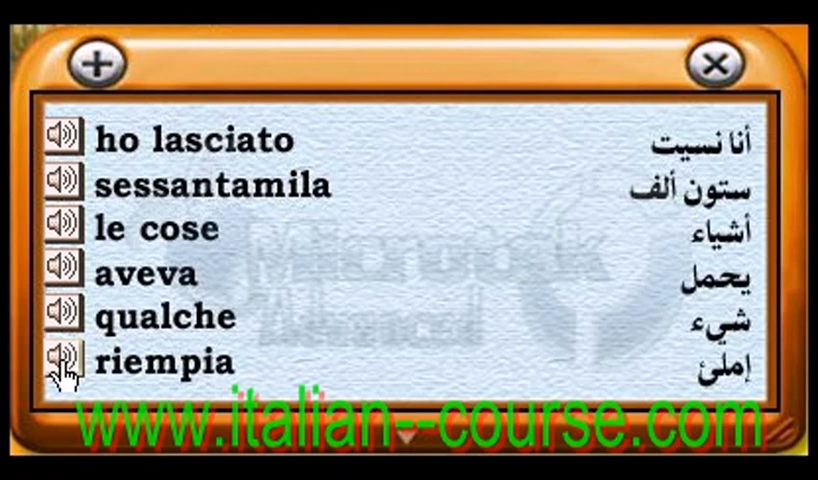 ho lasciato أنا نسيت
sessantamila ستون ألف
le cose أشياء
aveva يحمل
qualche شيء
riempia إملئ
www.italian--course.com